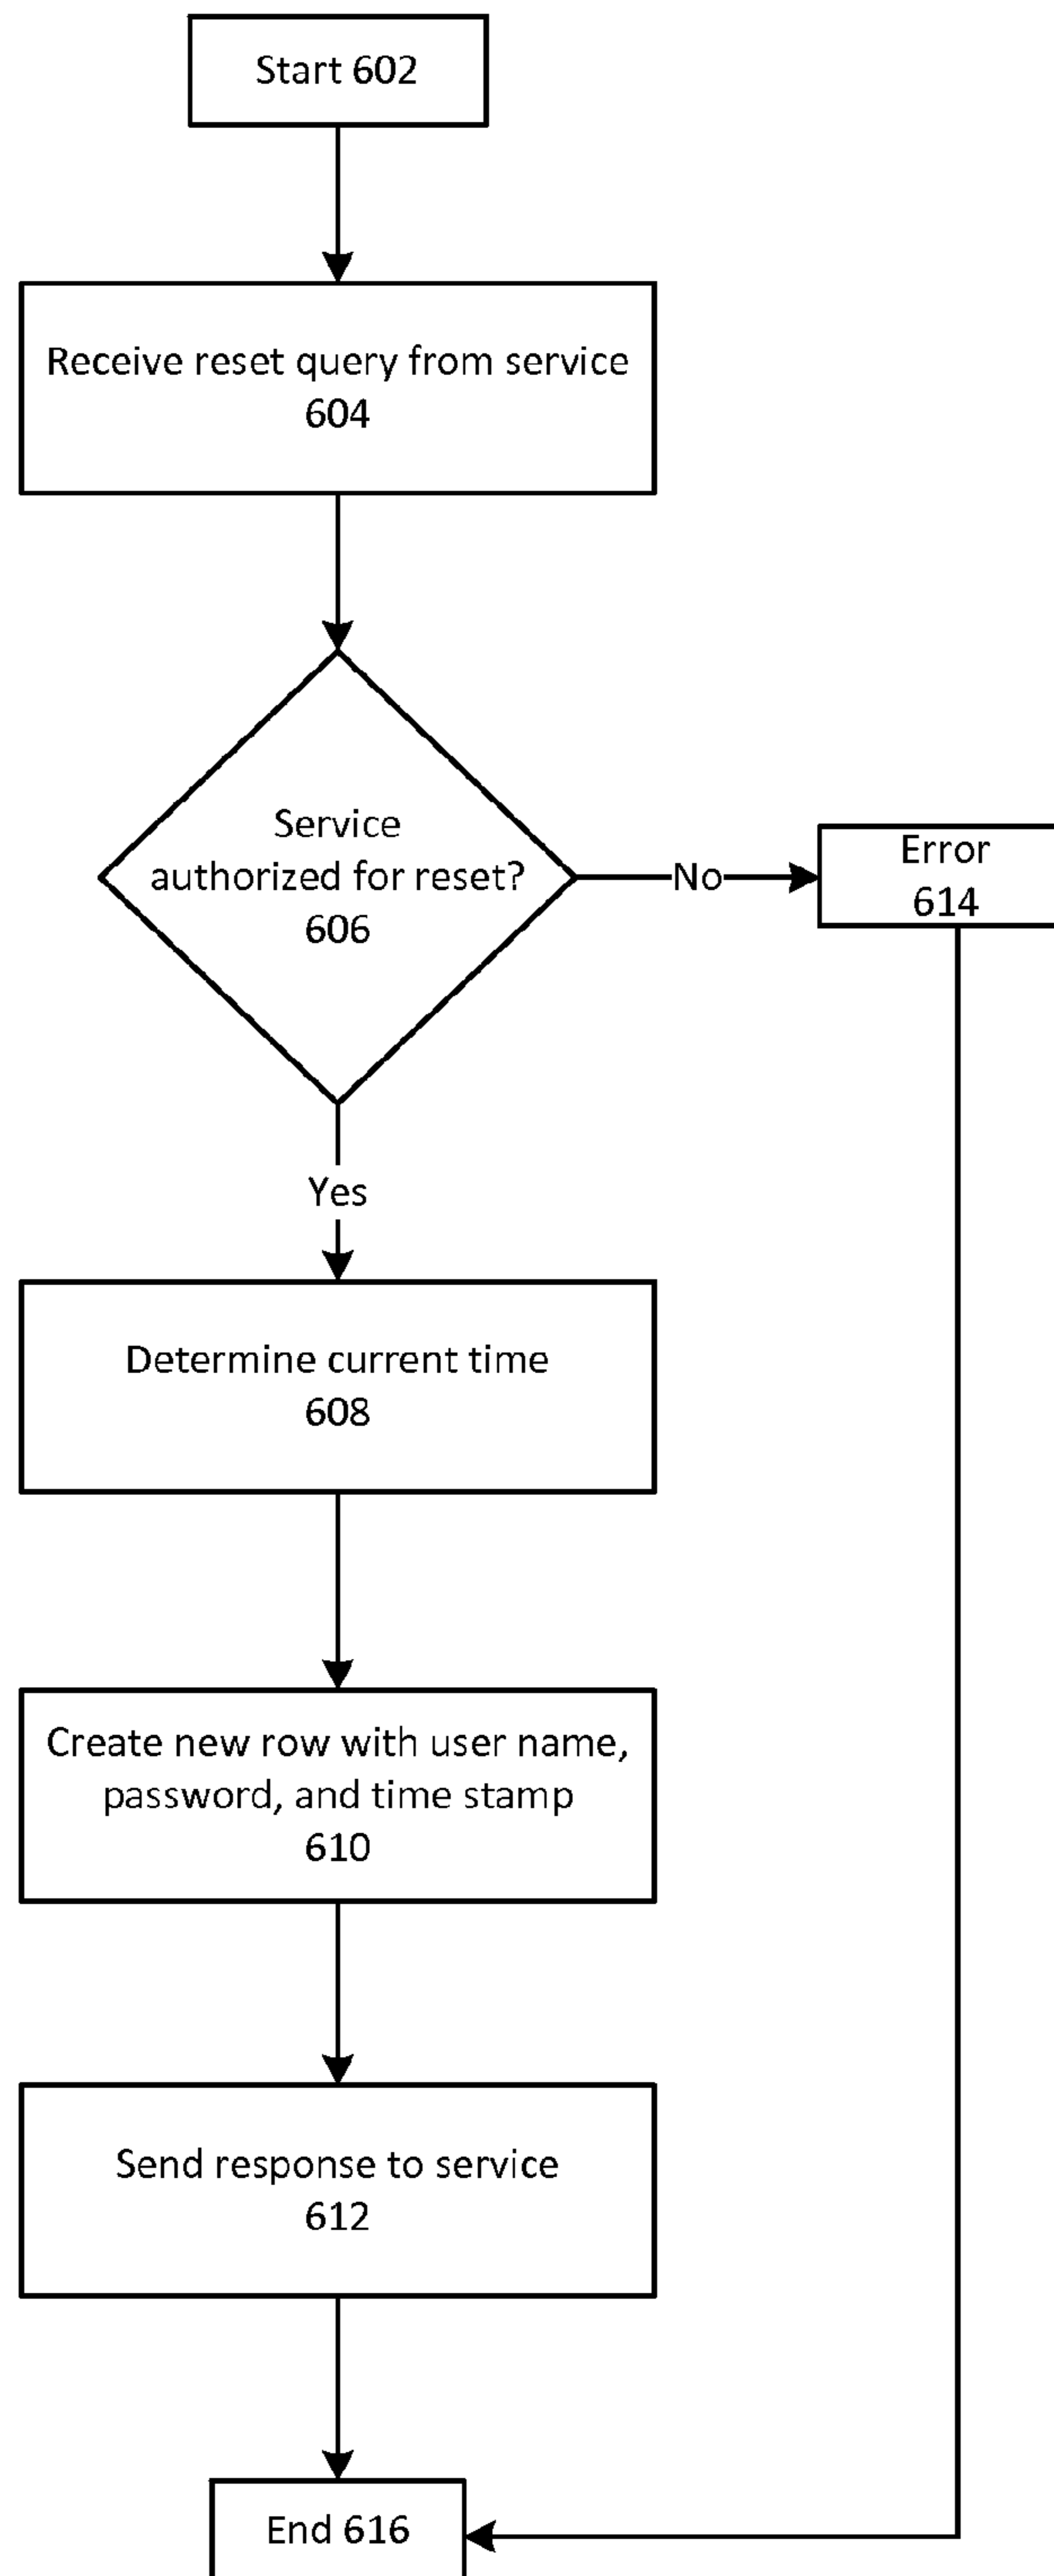 Start 602
Receive reset query from service
604
Service
authorized for reset?
606
No
Error
614
Yes
Determine current time
608
Create new row with user name,
password, and time stamp
610
Send response to service
612
End 616